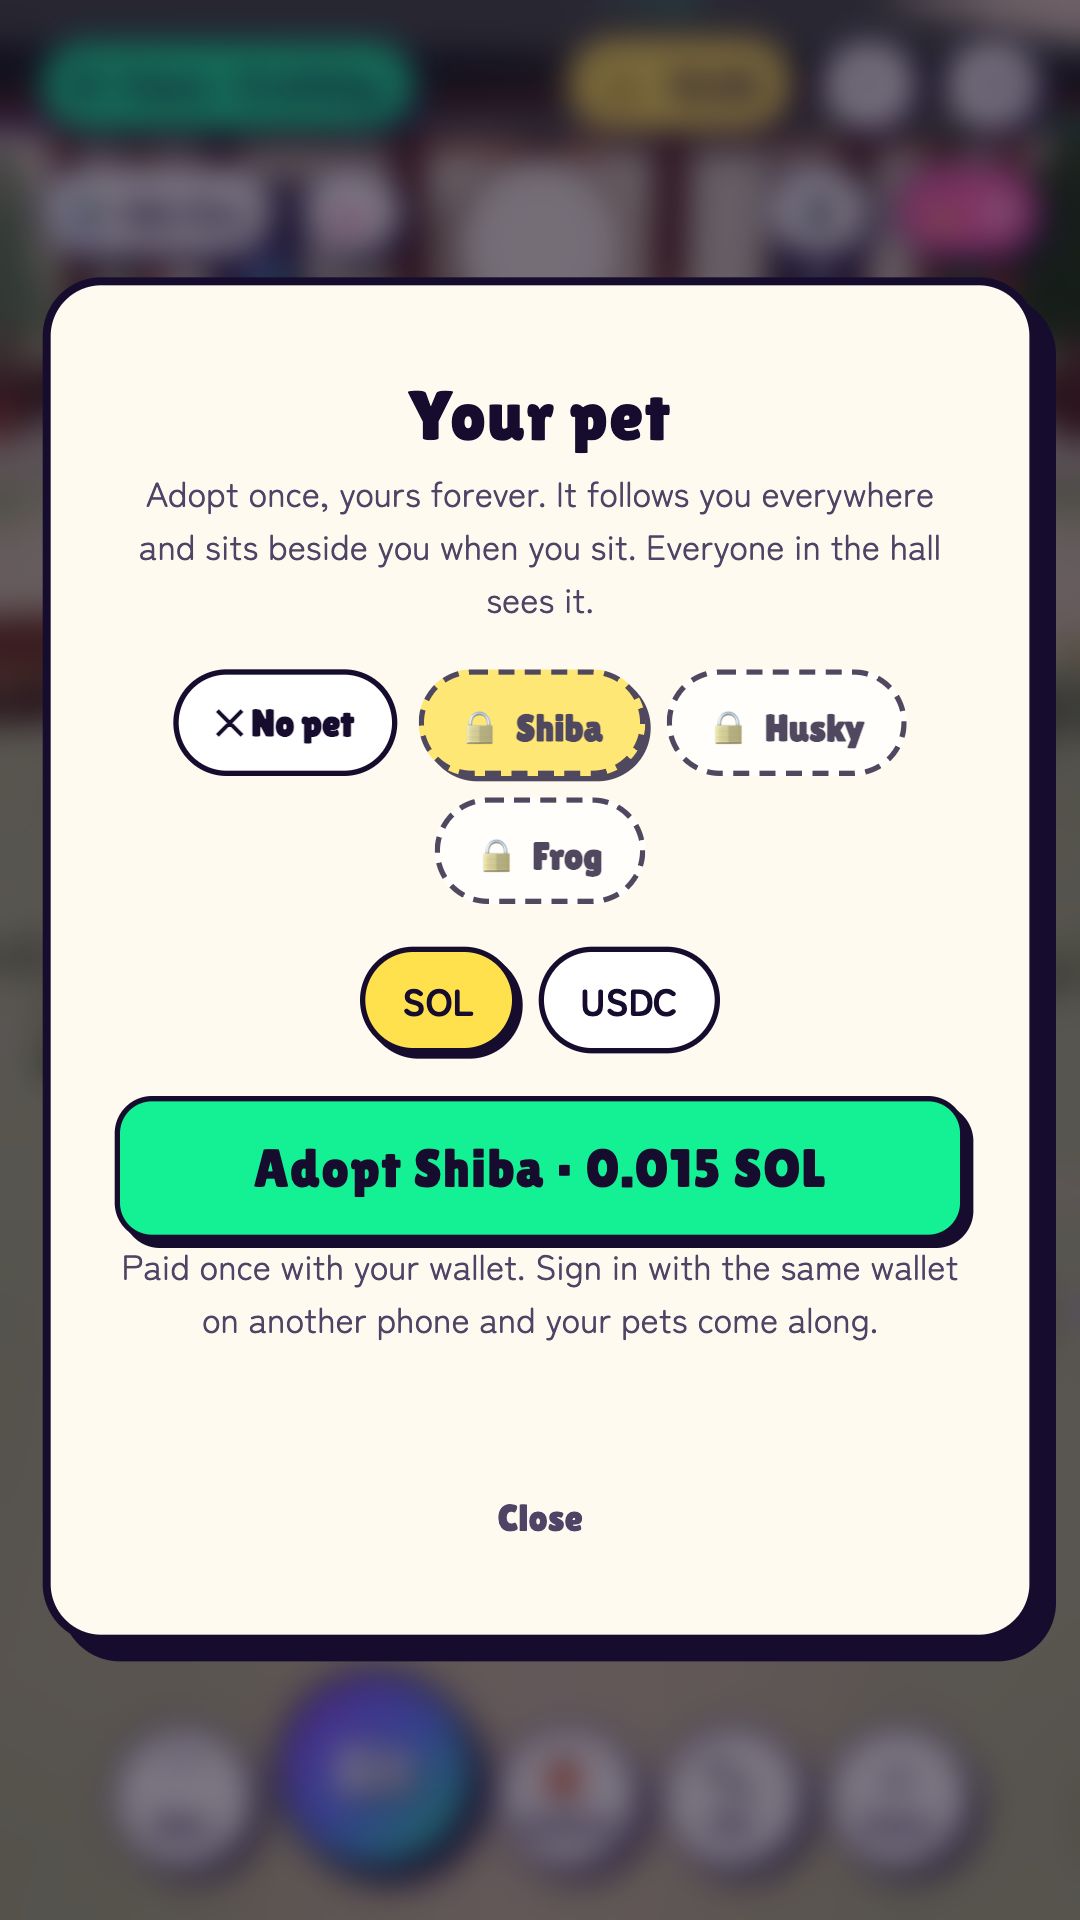 Your pet
Adopt once, yours forever. It follows you everywhere
and sits beside you when you sit. Everyone in the hall
sees it.
No pet
Shiba
Husky
Frog
SOL
USDC
Adopt Shiba · 0.015 SOL
Paid once with your wallet. Sign in with the same wallet
on another phone and your pets come along.
Close